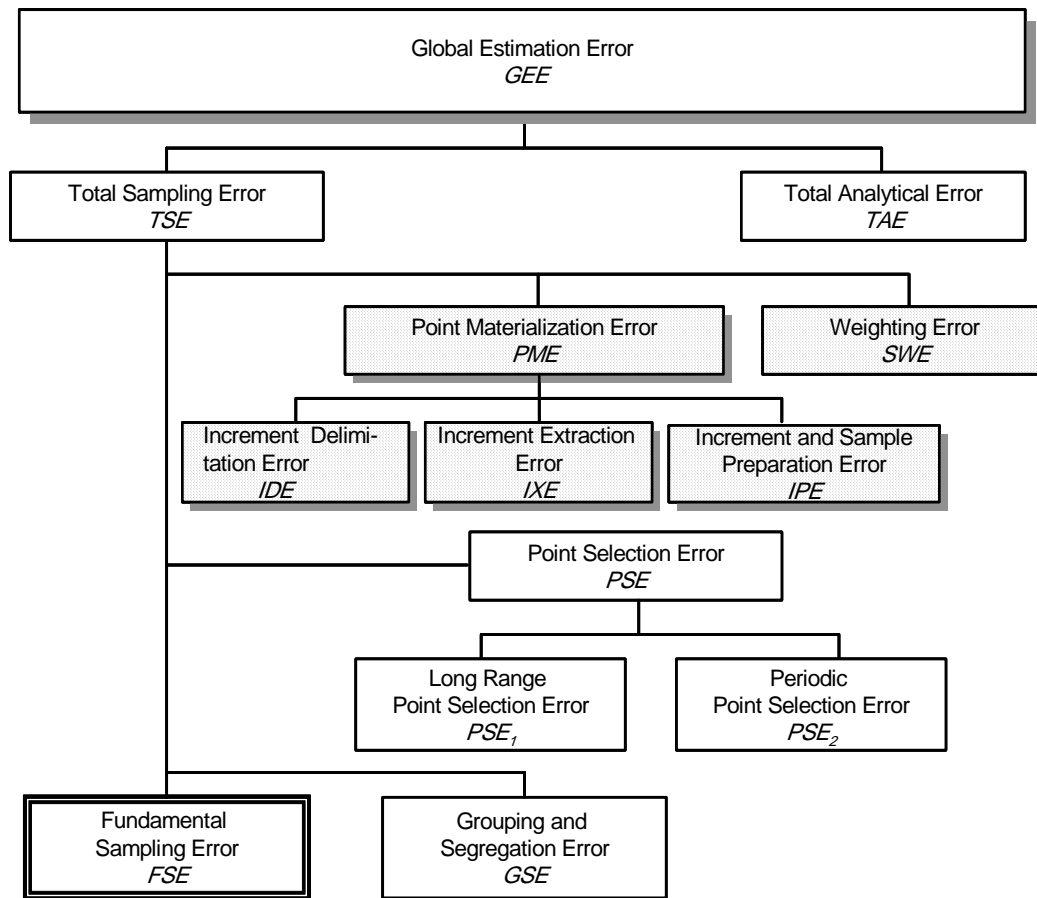 Global Estimation Error
GEE
Total Sampling Error
TSE
Total Analytical Error
TAE
Point Materialization Error
PME
Weighting Error
SWE
Increment Delimi-
tation Error
IDE
Increment Extraction
Error
IXE
Increment and Sample
Preparation Error
IPE
Point Selection Error
PSE
Long Range
Point Selection Error
PSE₁
Periodic
Point Selection Error
PSE₂
Fundamental
Sampling Error
FSE
Grouping and
Segregation Error
GSE